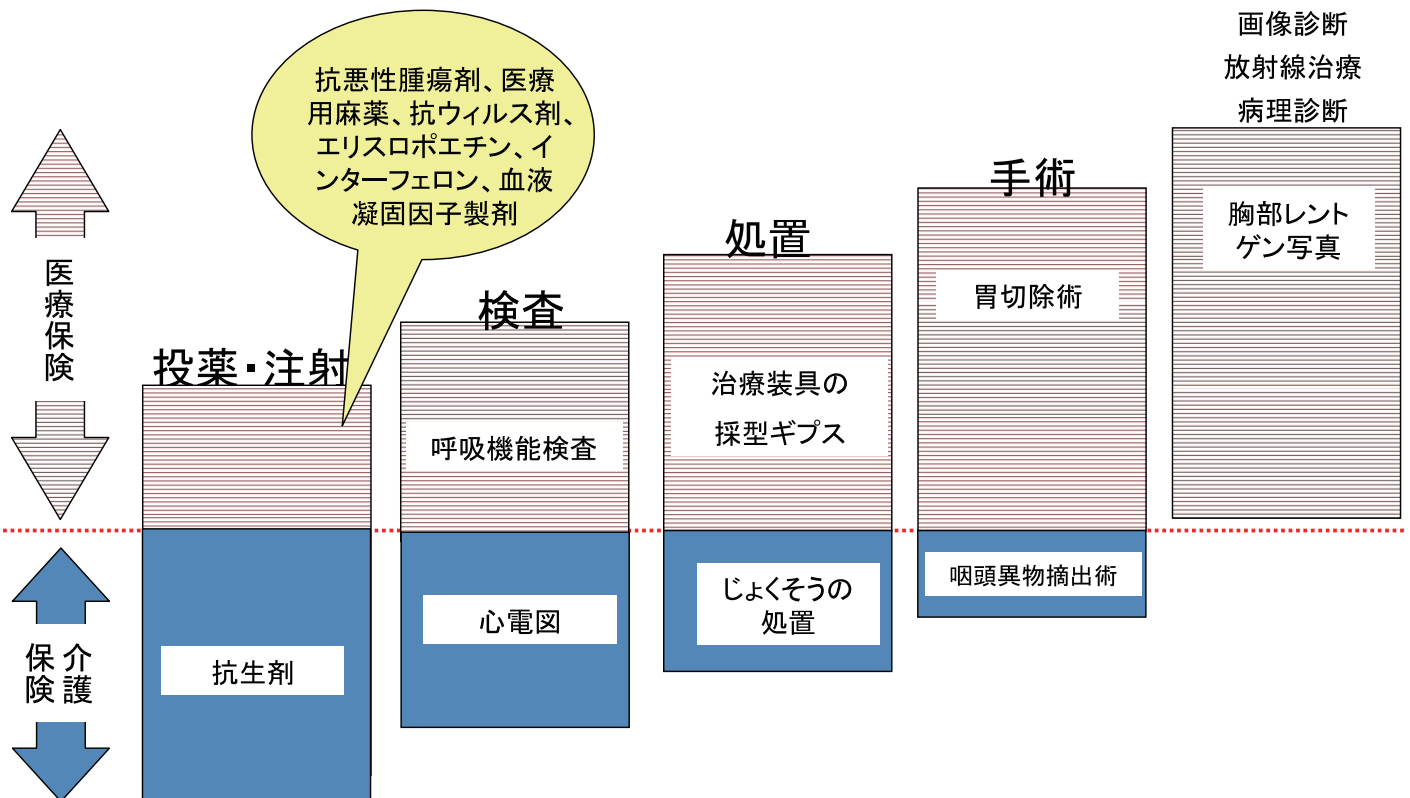 画像診断
放射線治療
病理診断
抗悪性腫瘍剤、医療
用麻薬、抗ウィルス剤、
エリスロポエチン、イ
ンターフェロン、血液
凝固因子製剤
手術
処置
検査
投薬・注射
医療保険
胸部レント
ゲン写真
胃切除術
治療装具の
採型ギプス
呼吸機能検査
介護
保険
咽頭異物摘出術
じょくそうの
処置
心電図
抗生剤